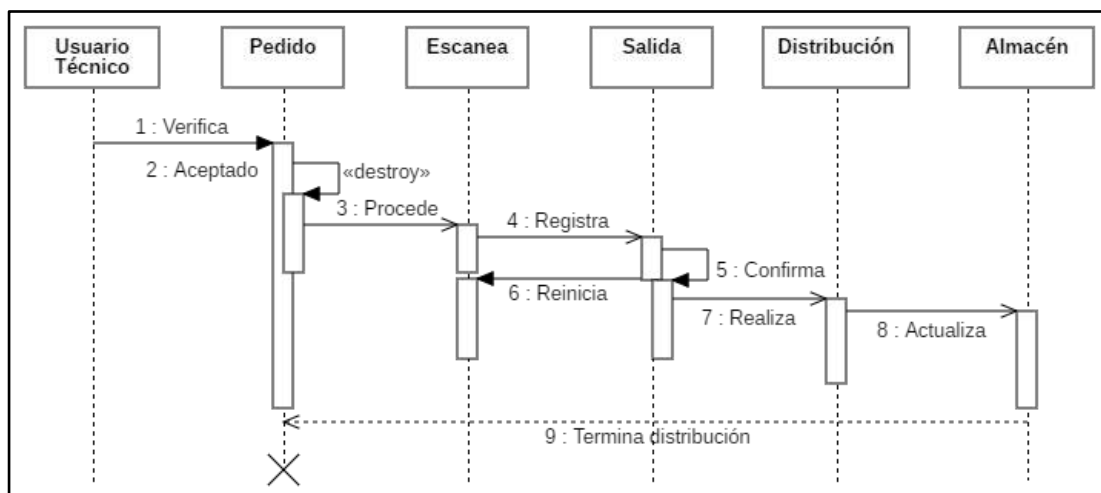 Usuario
Técnico
Pedido
Escanea
Salida
Distribución
Almacén
1 : Verifica
2 : Aceptado
«destroy»
3 : Procede
4 : Registra
5 : Confirma
6 : Reinicia
7 : Realiza
8 : Actualiza
9 : Termina distribución